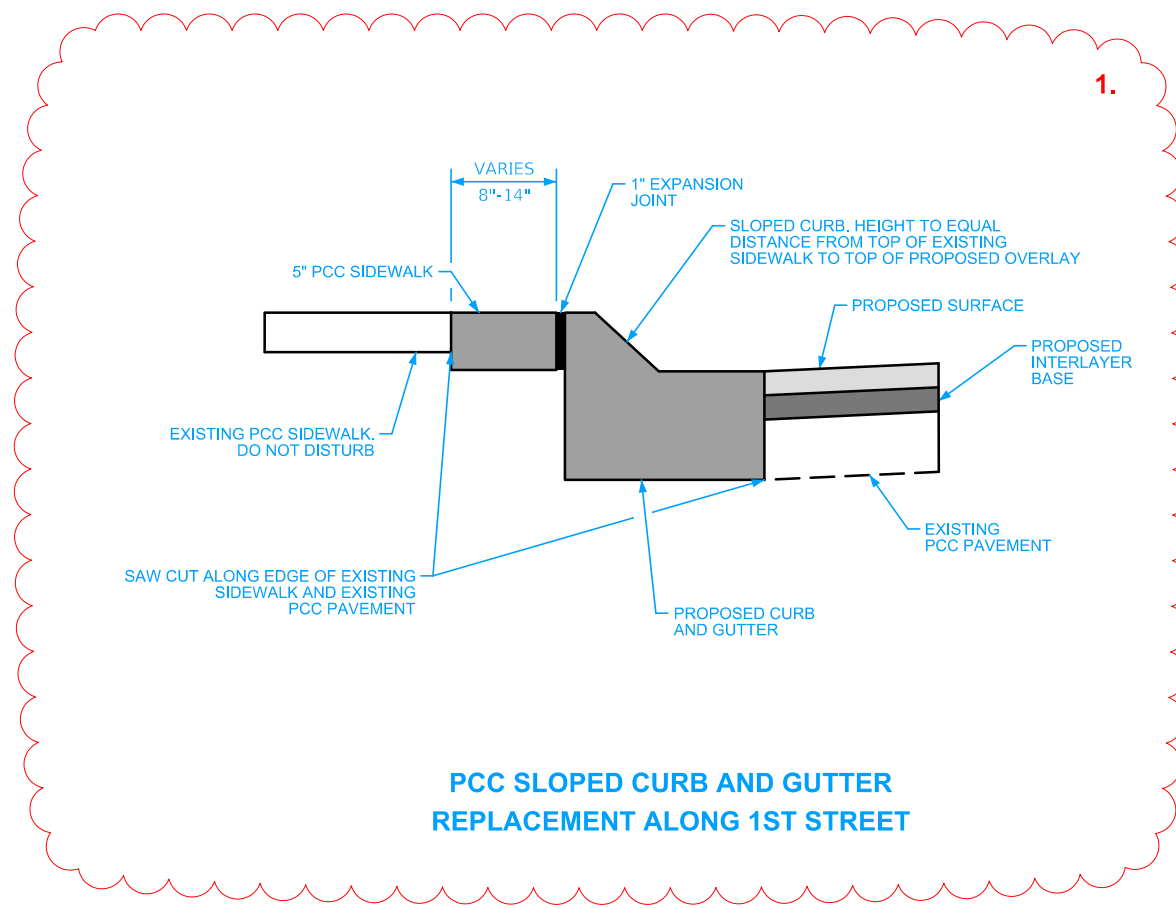 1.
VARIES
8"-14"
1" EXPANSION
JOINT
SLOPED CURB. HEIGHT TO EQUAL
DISTANCE FROM TOP OF EXISTING
SIDEWALK TO TOP OF PROPOSED OVERLAY
5" PCC SIDEWALK
PROPOSED SURFACE
PROPOSED
INTERLAYER
BASE
EXISTING PCC SIDEWALK.
DO NOT DISTURB
EXISTING
PCC PAVEMENT
SAW CUT ALONG EDGE OF EXISTING
SIDEWALK AND EXISTING
PCC PAVEMENT
PROPOSED CURB
AND GUTTER
PCC SLOPED CURB AND GUTTER
REPLACEMENT ALONG 1ST STREET